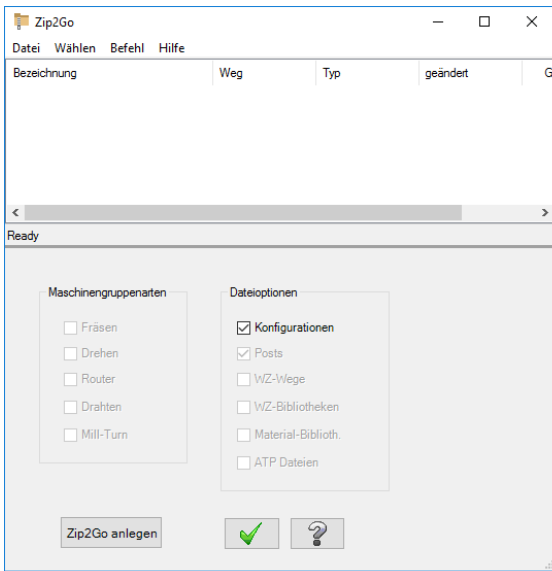 Zip2Go
Datei Wählen Befehl Hilfe
Bezeichnung Weg Typ geändert G
Ready
Maschinengruppenarten Dateioptionen
Fräsen Konfigurationen
Drehen Posts
Router WZ-Wege
Drahten WZ-Bibliotheken
Mill-Turn Material-Biblioth.
ATP Dateien
Zip2Go anlegen